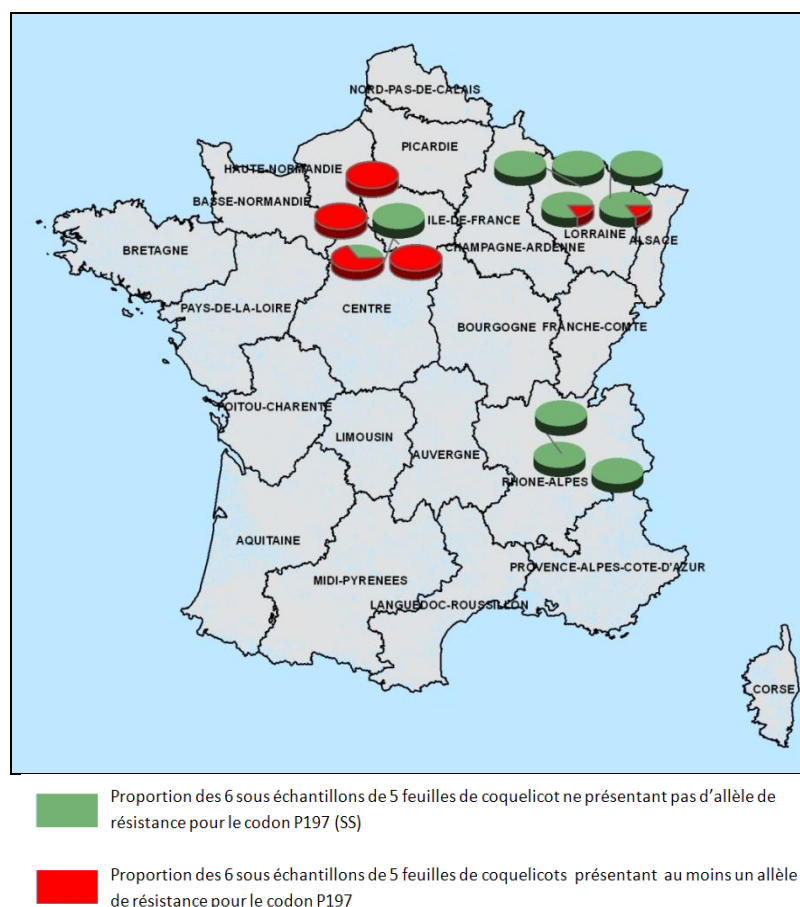 NORD-PAS-DE-CALAIS
PICARDIE
HAUTE-NORMANDIE
BASSE-NORMANDIE
ILE-DE-FRANCE
LORRAINE
ALSACE
CHAMPAGNE-ARDENNE
BRETAGNE
PAYS-DE-LA-LOIRE
CENTRE
BOURGOGNE
FRANCHE-COMTE
POITOU-CHARENTE
LIMOUSIN
AUVERGNE
RHONE-ALPES
AQUITAINE
MIDI-PYRENEES
PROVENCE-ALPES-COTE-D'AZUR
LANGUEDOC-ROUSSILLON
CORSE
Proportion des 6 sous échantillons de 5 feuilles de coquelicot ne présentant pas d'allèle de
résistance pour le codon P197 (SS)
Proportion des 6 sous échantillons de 5 feuilles de coquelicots présentant au moins un allèle
de résistance pour le codon P197